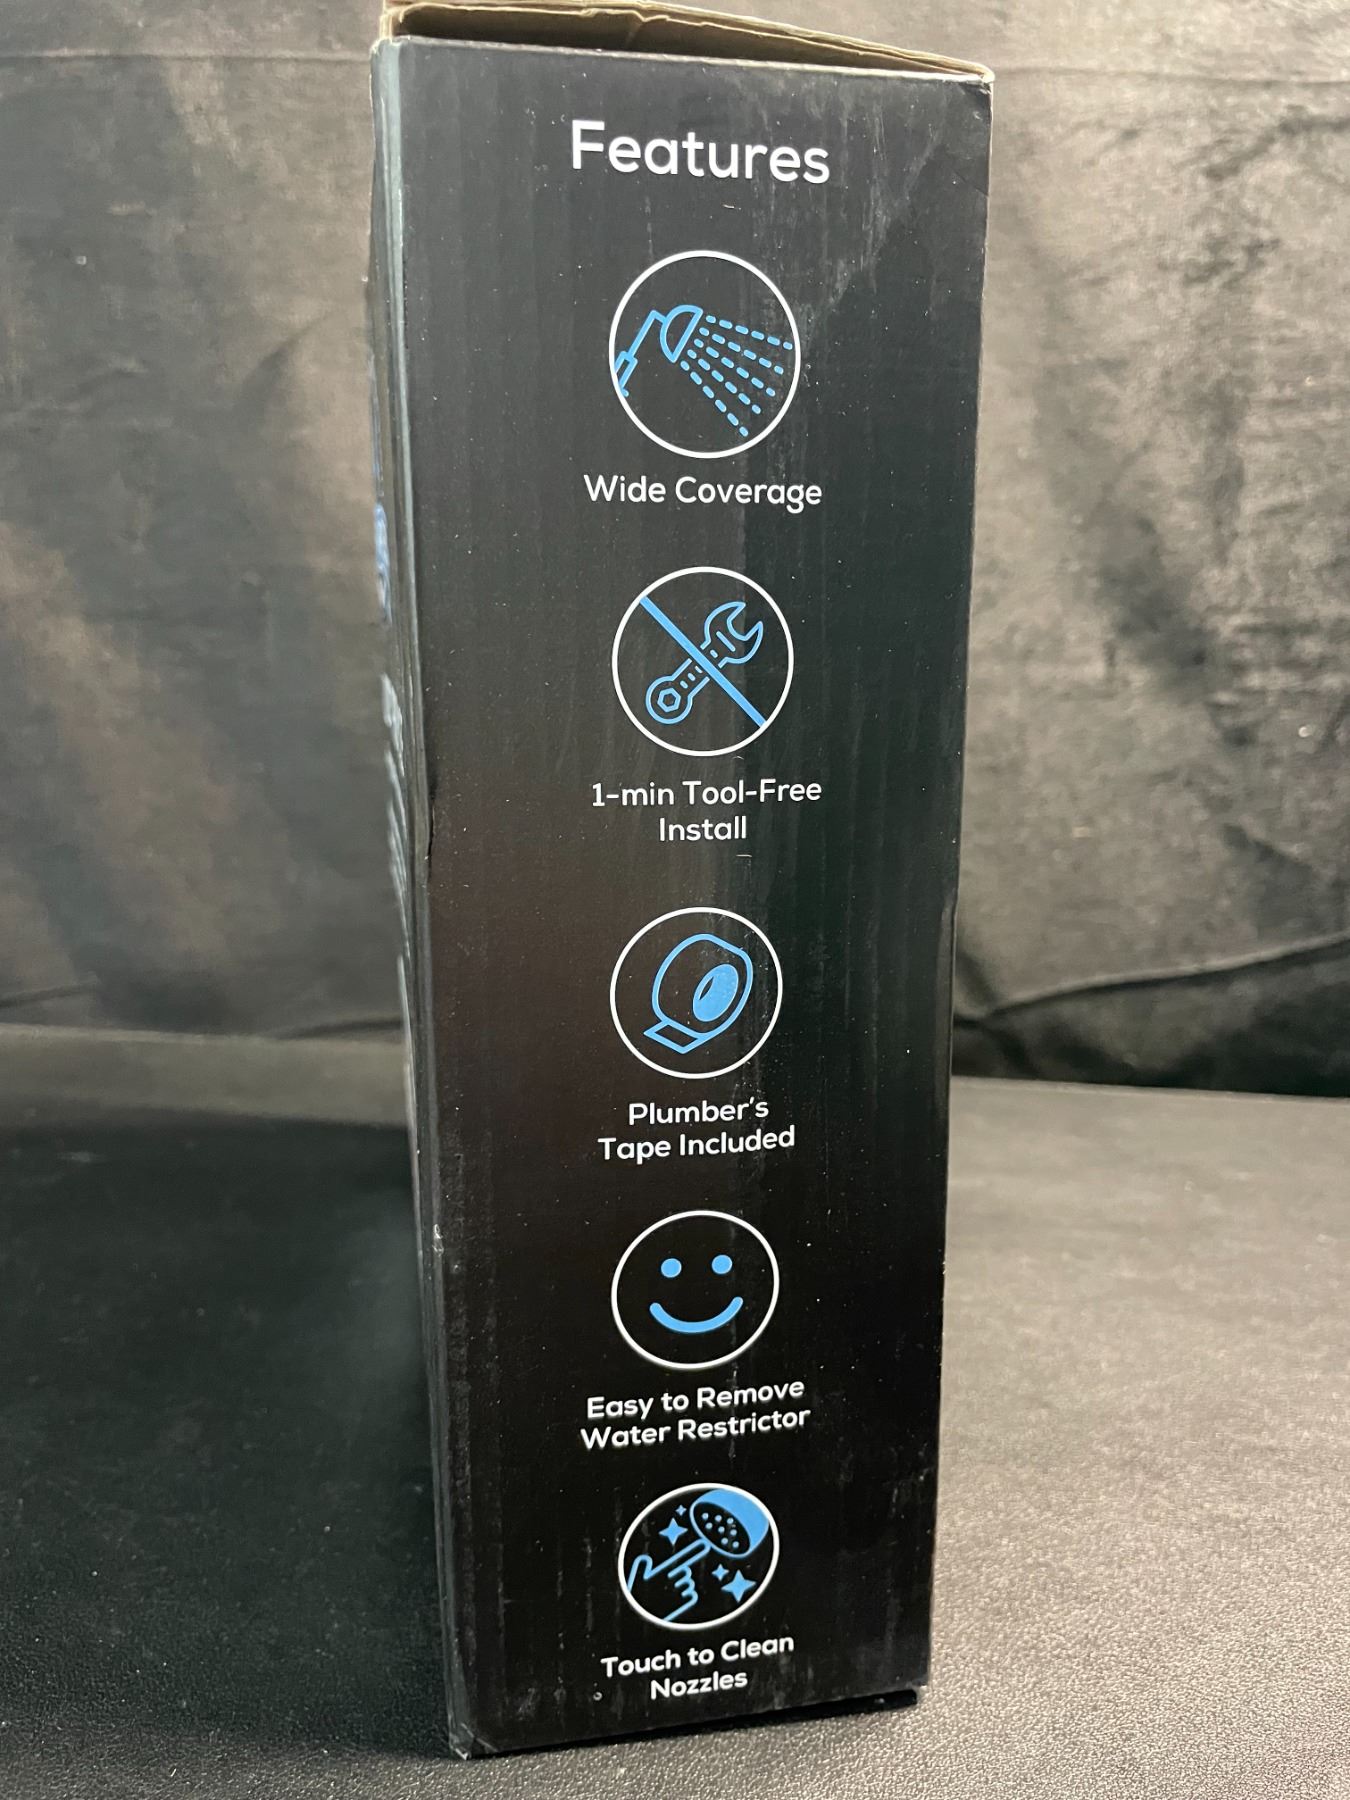 Features
Wide Coverage
1-min Tool-Free
Install
Plumber's
Tape Included
Easy to Remove
Water Restrictor
Touch to Clean
Nozzles